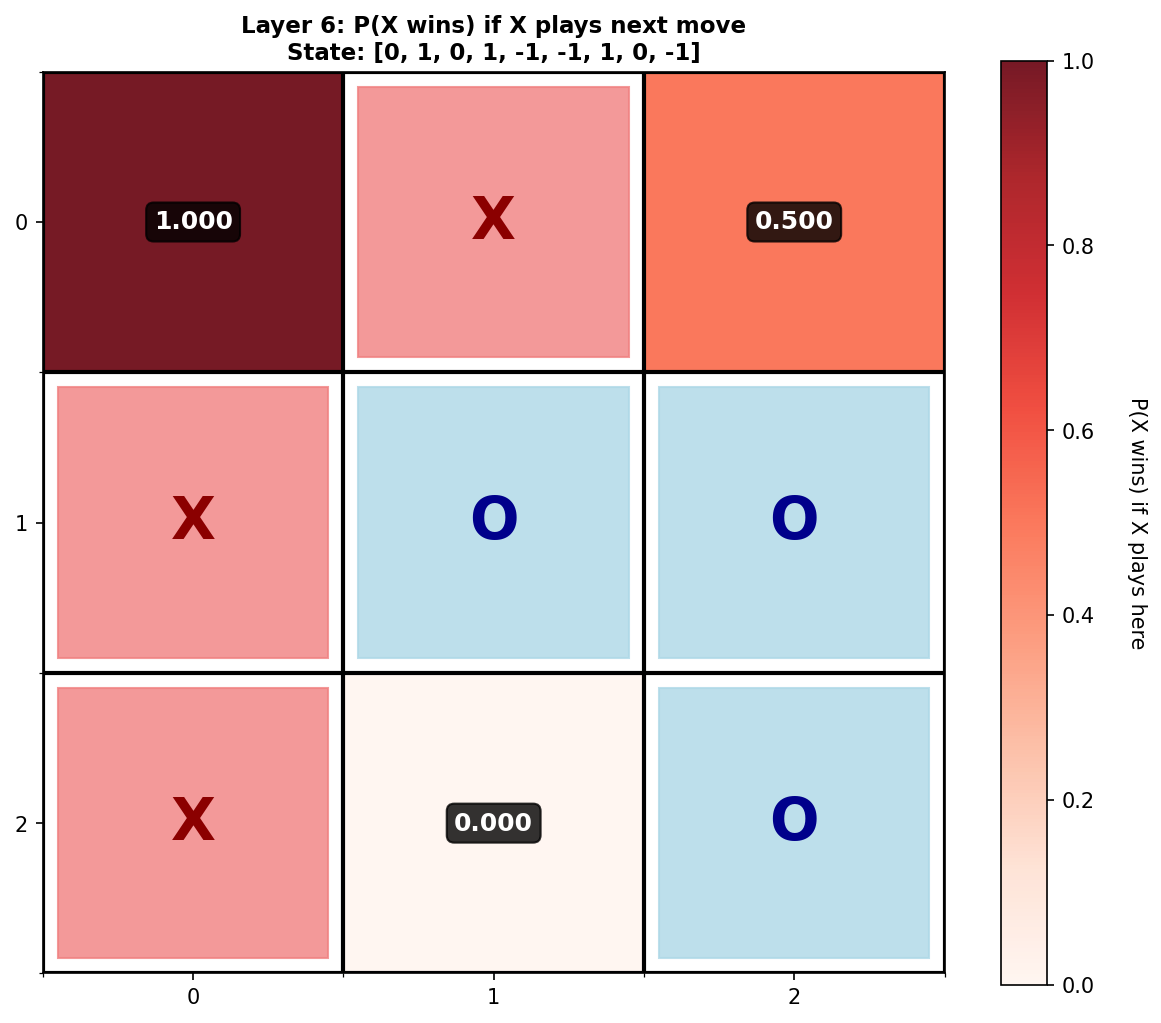 Layer 6: P(X wins) if X plays next move
State: [0, 1, 0, 1, -1, -1, 1, 0, -1]
1.000 X 0.500
X O O
X 0.000 O
0
1
2
0 1 2
1.0
0.8
0.6
0.4
0.2
0.0
P(X wins) if X plays here